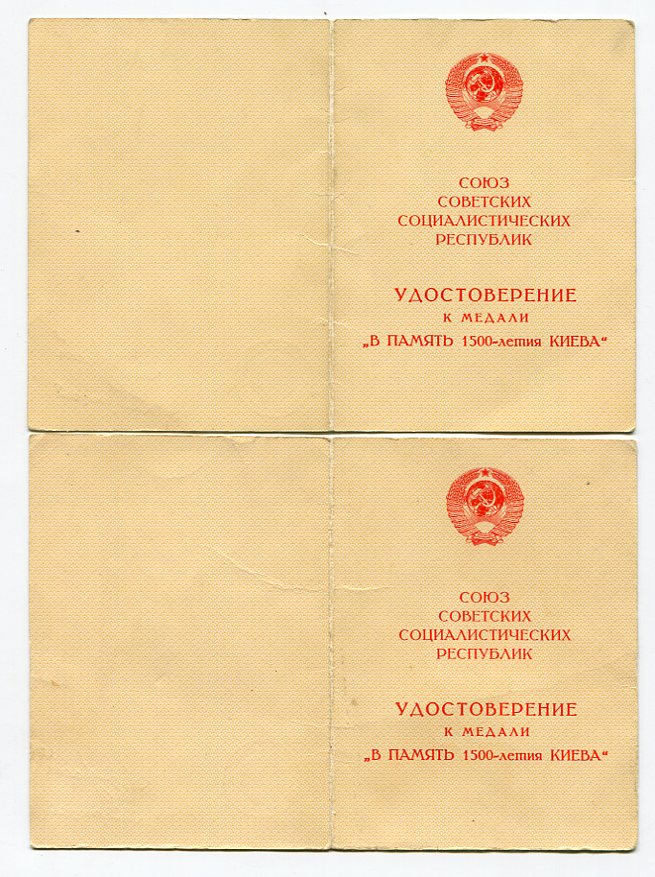 СОЮЗ
СОВЕТСКИХ
СОЦИАЛИСТИЧЕСКИХ
РЕСПУБЛИК
УДОСТОВЕРЕНИЕ
К МЕДАЛИ
„В ПАМЯТЬ 1500-летия КИЕВА“
СОЮЗ
СОВЕТСКИХ
СОЦИАЛИСТИЧЕСКИХ
РЕСПУБЛИК
УДОСТОВЕРЕНИЕ
К МЕДАЛИ
„В ПАМЯТЬ 1500-летия КИЕВА“